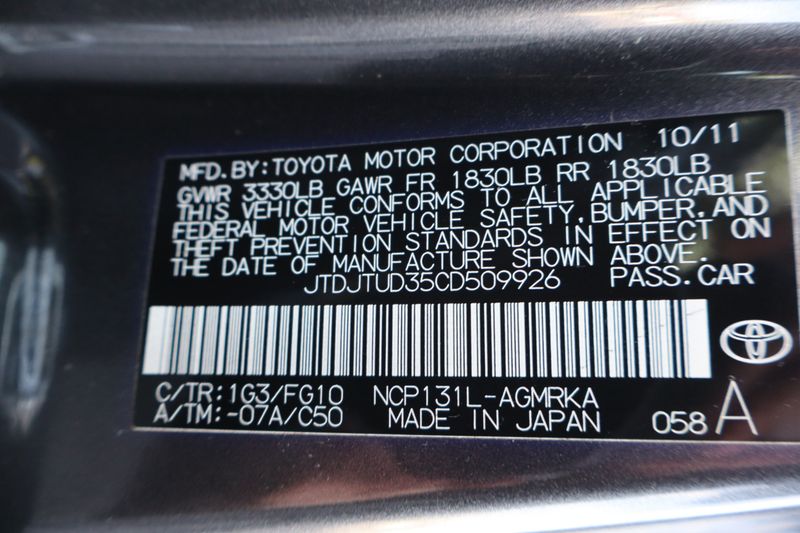 MFD. BY: TOYOTA MOTOR CORPORATION 10/11
GVWR 3330LB GAWR FR 1830LB RR 1830LB
THIS VEHICLE CONFORMS TO ALL APPLICABLE
FEDERAL MOTOR VEHICLE SAFETY, BUMPER, AND
THEFT PREVENTION STANDARDS IN EFFECT ON
THE DATE OF MANUFACTURE SHOWN ABOVE.
JTDJTUD35CD509926 PASS. CAR
C/TR: 1G3/FG10 NCP131L-AGMRKA
A/TM: -07A/C50 MADE IN JAPAN 058 A